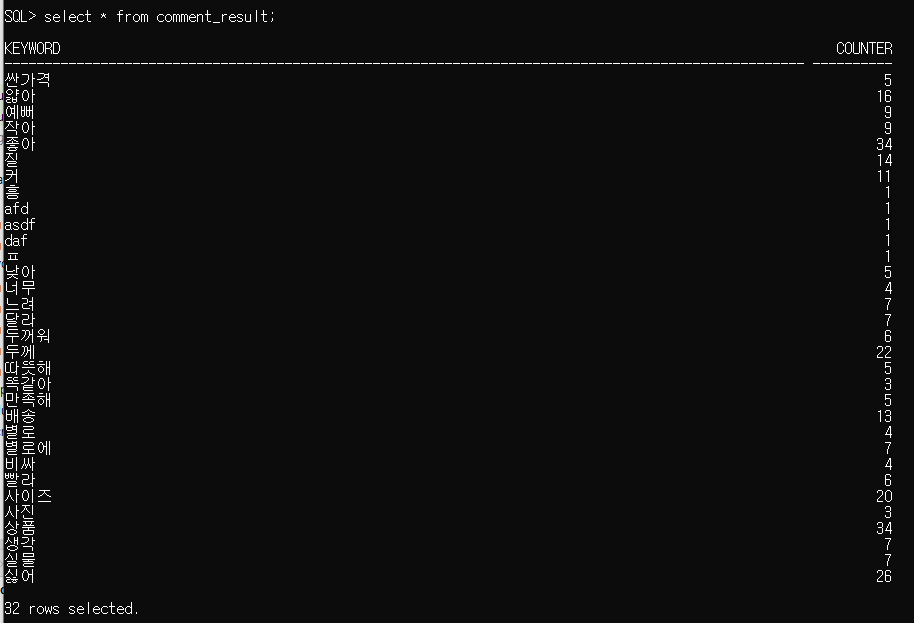 SQL> select * from comment_result;
KEYWORD COUNTER
싼가격 5
얇아 16
예뻐 9
작아 9
좋아 34
질 14
커 11
흥 1
afd 1
asdf 1
daf 1
ㅍ 1
낮아 5
너무 4
느려 7
달라 7
두꺼워 6
두께 22
따뜻해 5
똑같아 3
만족해 5
배송 13
별로 4
별로에 7
비싸 4
빨라 6
사이즈 20
사진 3
상품 34
생각 7
실물 7
싫어 26
32 rows selected.